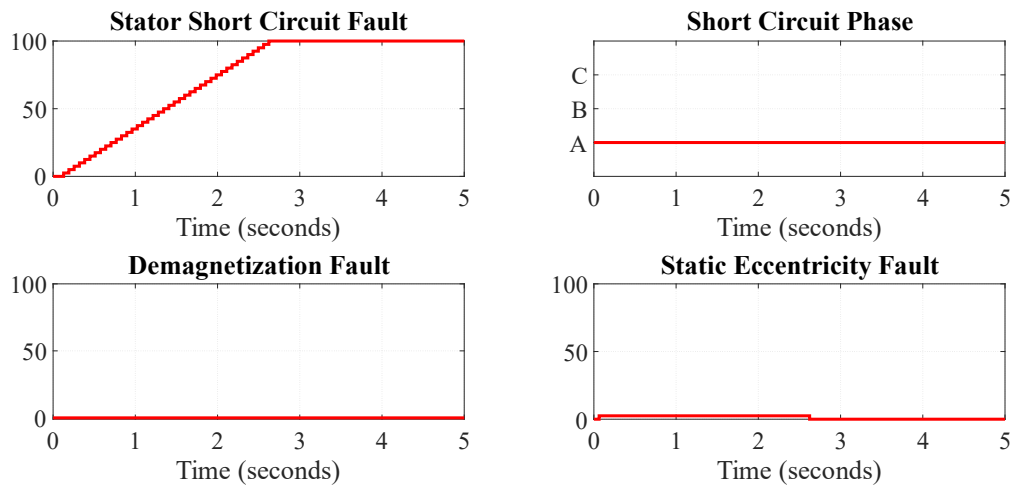 Stator Short Circuit Fault
100
50
0
0 1 2 3 4 5
Time (seconds)
Short Circuit Phase
C
B
A
0 1 2 3 4 5
Time (seconds)
Demagnetization Fault
100
50
0
0 1 2 3 4 5
Time (seconds)
Static Eccentricity Fault
100
50
0
0 1 2 3 4 5
Time (seconds)